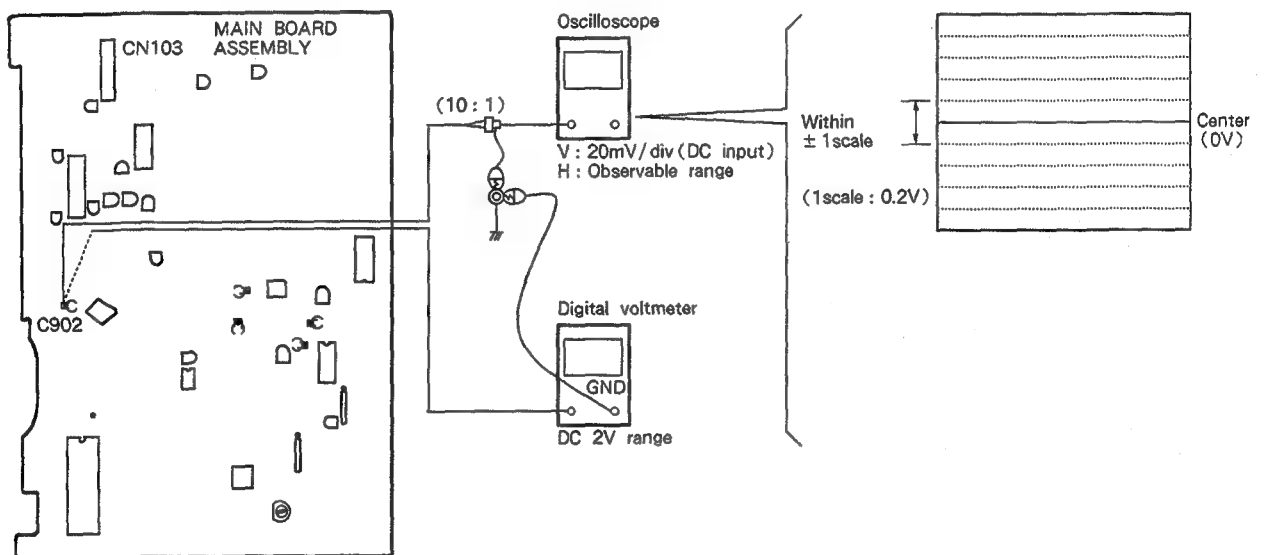 MAIN BOARD
ASSEMBLY
CN103
C902
Oscilloscope
(10 : 1)
V : 20mV/div (DC input)
H : Observable range
Digital voltmeter
GND
DC 2V range
Within
± 1scale
(1scale : 0.2V)
Center
(0V)